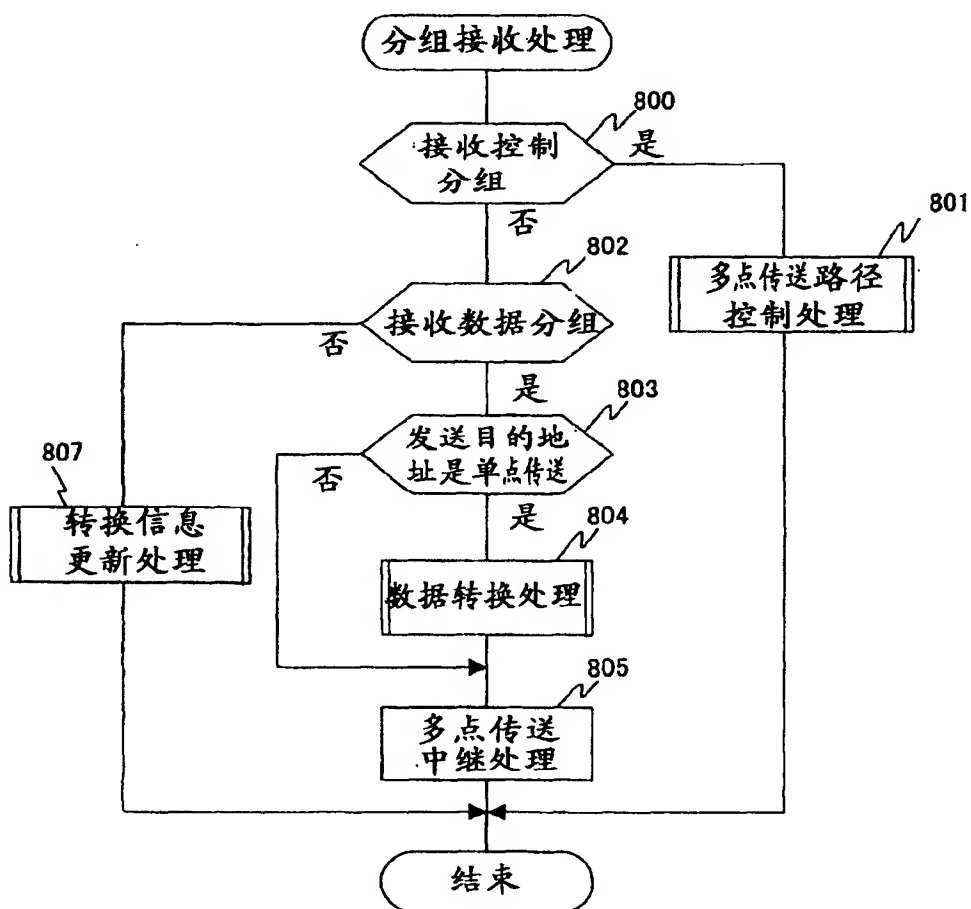 分组接收处理
800
接收控制
分组
是
否
801
多点传送路径
控制处理
802
接收数据分组
否
是
803
发送目的地
址是单点传送
否
是
807
转换信息
更新处理
804
数据转换处理
805
多点传送
中继处理
结束